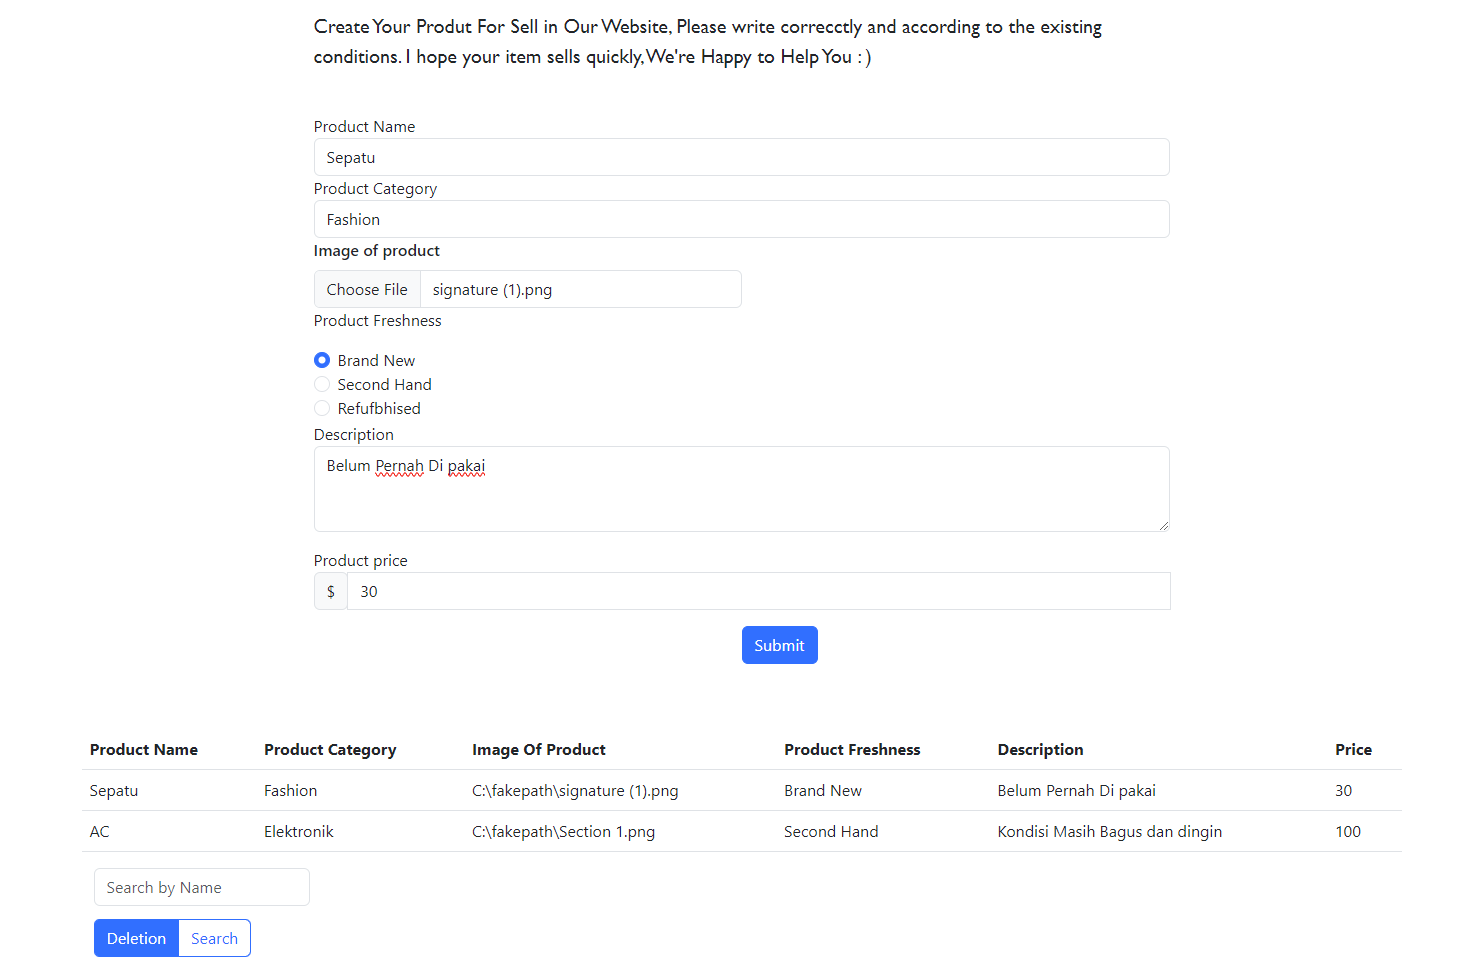 Create Your Produt For Sell in Our Website, Please write correcctly and according to the existing
conditions. I hope your item sells quickly,We're Happy to Help You : )
Product Name
Sepatu
Product Category
Fashion
Image of product
Choose File signature (1).png
Product Freshness
Brand New
Second Hand
Refufbhised
Description
Belum Pernah Di pakai
Product price
$ 30
Submit
Product Name Product Category Image Of Product Product Freshness Description Price
Sepatu Fashion C:\fakepath\signature (1).png Brand New Belum Pernah Di pakai 30
AC Elektronik C:\fakepath\Section 1.png Second Hand Kondisi Masih Bagus dan dingin 100
Search by Name
Deletion Search